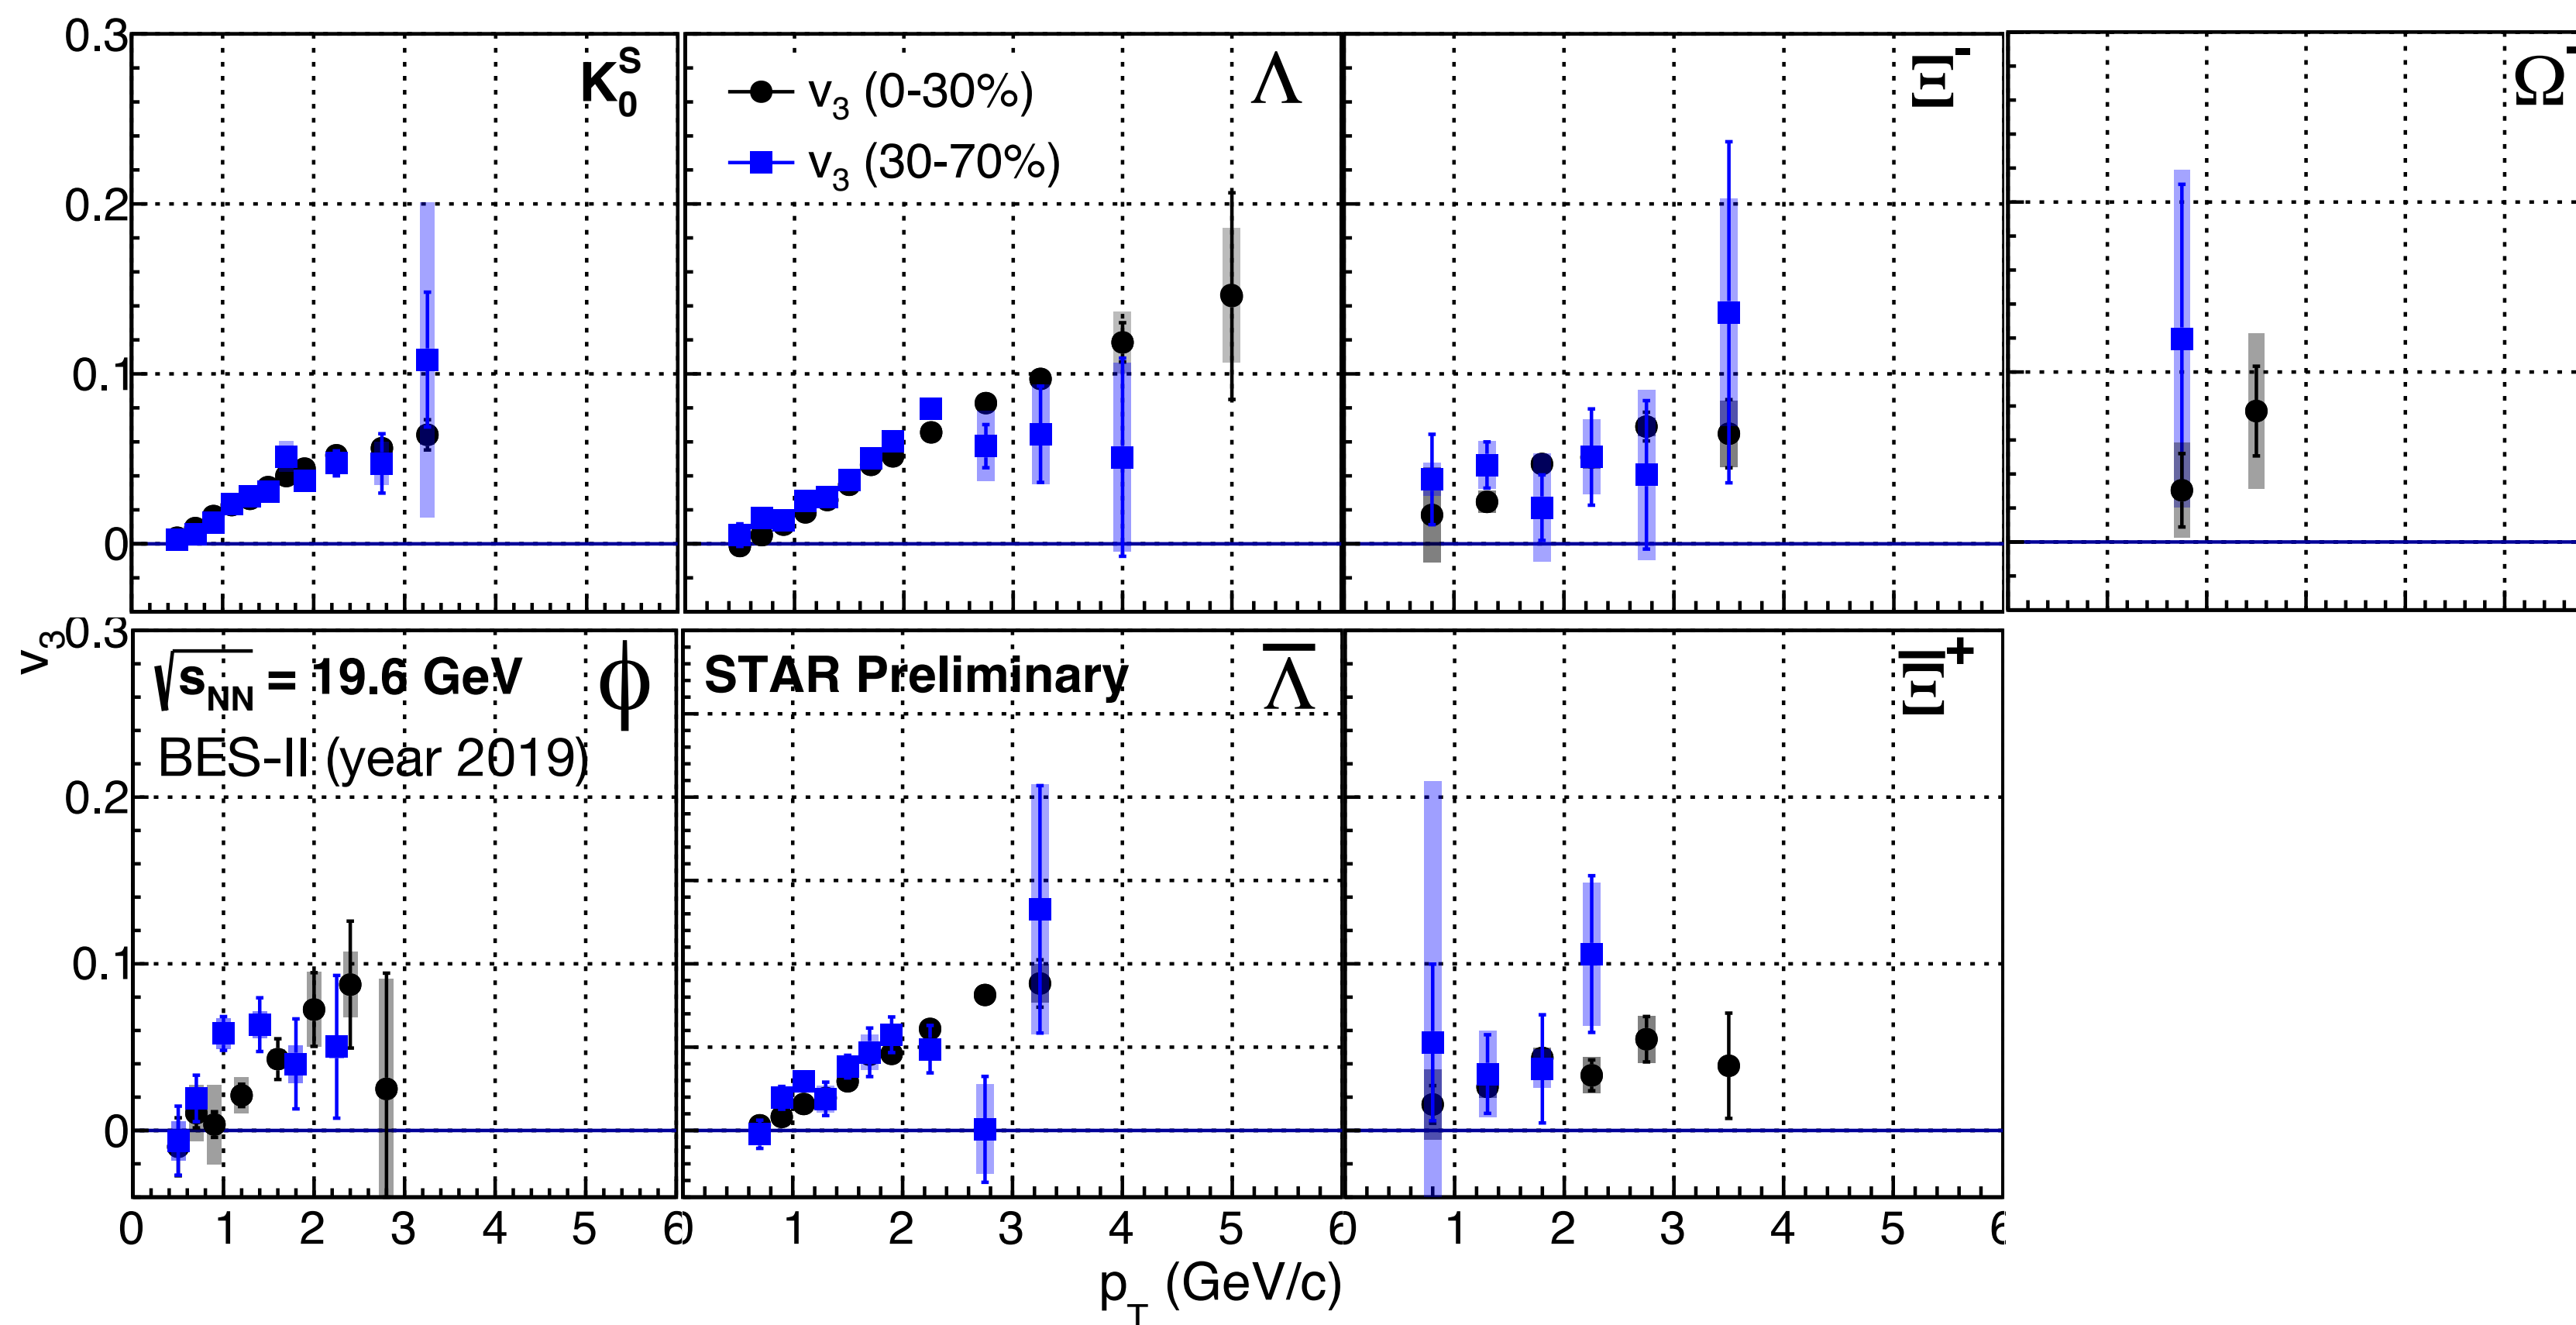 0.3
K₀ˢ
Λ
Ξ⁻
Ω⁻
v₃ (0-30%)
v₃ (30-70%)
0.2
0.1
0
v₃
0.3
√sNN = 19.6 GeV
ϕ
BES-II (year 2019)
STAR Preliminary
Λ̅
Ξ̅⁺
0.2
0.1
0
0 1 2 3 4 5 6 0 1 2 3 4 5 6 0 1 2 3 4 5 6
pT (GeV/c)